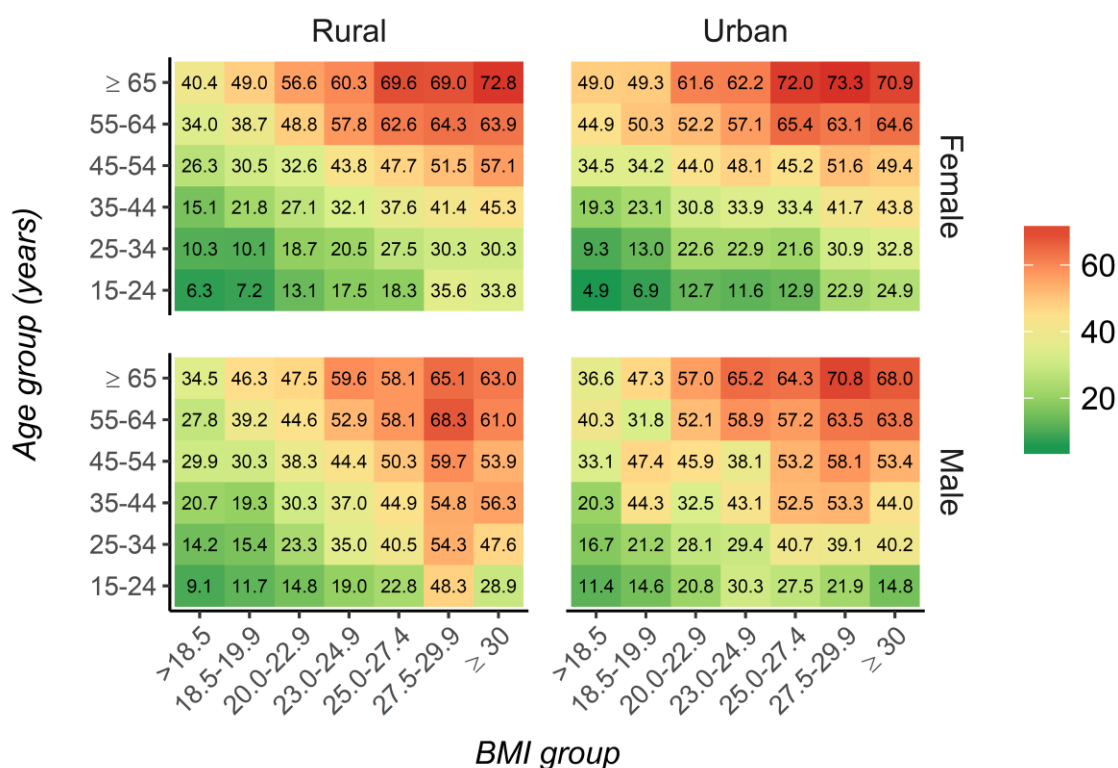 Rural Urban
≥ 65 40.4 49.0 56.6 60.3 69.6 69.0 72.8 49.0 49.3 61.6 62.2 72.0 73.3 70.9
55-64 34.0 38.7 48.8 57.8 62.6 64.3 63.9 44.9 50.3 52.2 57.1 65.4 63.1 64.6
45-54 26.3 30.5 32.6 43.8 47.7 51.5 57.1 34.5 34.2 44.0 48.1 45.2 51.6 49.4
35-44 15.1 21.8 27.1 32.1 37.6 41.4 45.3 19.3 23.1 30.8 33.9 33.4 41.7 43.8
25-34 10.3 10.1 18.7 20.5 27.5 30.3 30.3 9.3 13.0 22.6 22.9 21.6 30.9 32.8
15-24 6.3 7.2 13.1 17.5 18.3 35.6 33.8 4.9 6.9 12.7 11.6 12.9 22.9 24.9
Female
≥ 65 34.5 46.3 47.5 59.6 58.1 65.1 63.0 36.6 47.3 57.0 65.2 64.3 70.8 68.0
55-64 27.8 39.2 44.6 52.9 58.1 68.3 61.0 40.3 31.8 52.1 58.9 57.2 63.5 63.8
45-54 29.9 30.3 38.3 44.4 50.3 59.7 53.9 33.1 47.4 45.9 38.1 53.2 58.1 53.4
35-44 20.7 19.3 30.3 37.0 44.9 54.8 56.3 20.3 44.3 32.5 43.1 52.5 53.3 44.0
25-34 14.2 15.4 23.3 35.0 40.5 54.3 47.6 16.7 21.2 28.1 29.4 40.7 39.1 40.2
15-24 9.1 11.7 14.8 19.0 22.8 48.3 28.9 11.4 14.6 20.8 30.3 27.5 21.9 14.8
Male
>18.5 18.5-19.9 20.0-22.9 23.0-24.9 25.0-27.4 27.5-29.9 ≥ 30 >18.5 18.5-19.9 20.0-22.9 23.0-24.9 25.0-27.4 27.5-29.9 ≥ 30
BMI group
Age group (years)
60
40
20